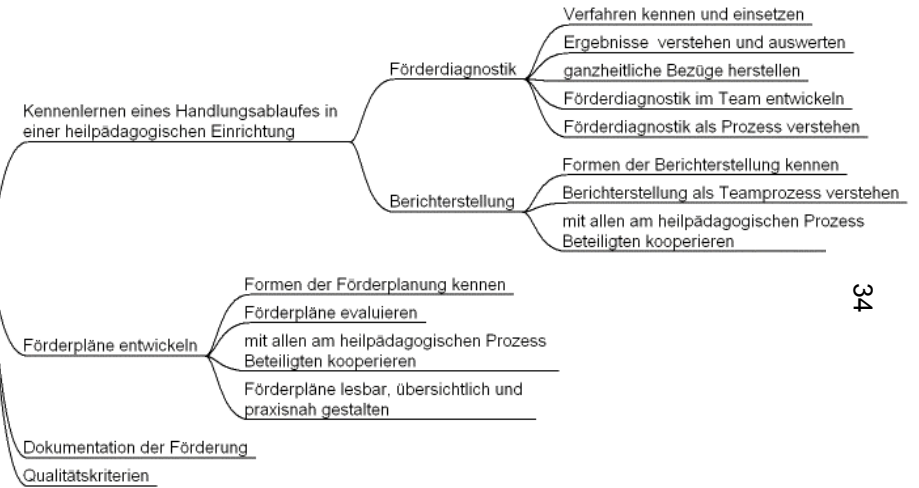 Kennenlernen eines Handlungsablaufes in
einer heilpädagogischen Einrichtung
Förderdiagnostik
Verfahren kennen und einsetzen
Ergebnisse verstehen und auswerten
ganzheitliche Bezüge herstellen
Förderdiagnostik im Team entwickeln
Förderdiagnostik als Prozess verstehen
Berichterstellung
Formen der Berichterstellung kennen
Berichterstellung als Teamprozess verstehen
mit allen am heilpädagogischen Prozess
Beteiligten kooperieren
Förderpläne entwickeln
Formen der Förderplanung kennen
Förderpläne evaluieren
mit allen am heilpädagogischen Prozess
Beteiligten kooperieren
Förderpläne lesbar, übersichtlich und
praxisnah gestalten
Dokumentation der Förderung
Qualitätskriterien
34